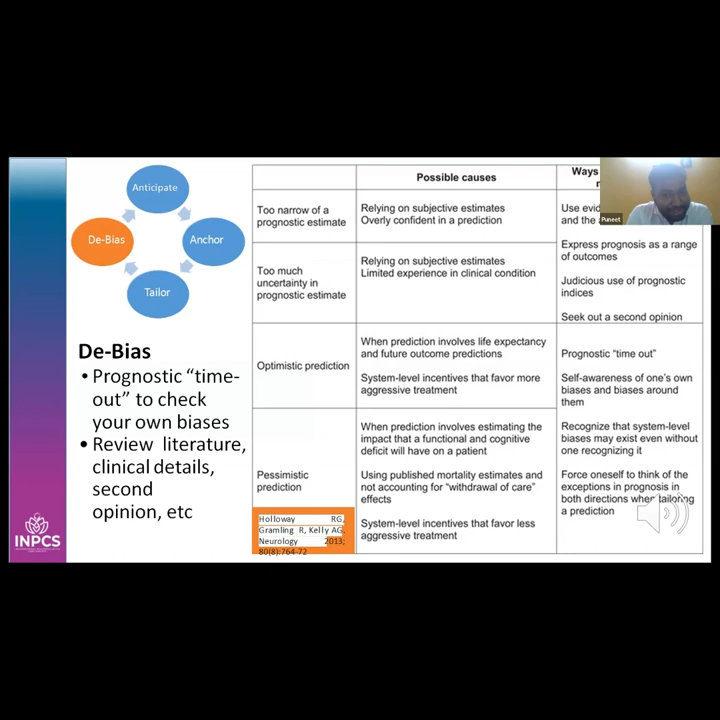 Anticipate
De-Bias
Anchor
Tailor
De-Bias
• Prognostic “time-
out” to check
your own biases
• Review literature,
clinical details,
second
opinion, etc
INPCS
Possible causes
Ways
Too narrow of a
prognostic estimate
Relying on subjective estimates
Overly confident in a prediction
Use
and the
Too much
uncertainty in
prognostic estimate
Relying on subjective estimates
Limited experience in clinical condition
Express prognosis as a range
of outcomes
Judicious use of prognostic
indices
Seek out a second opinion
Optimistic prediction
When prediction involves life expectancy
and future outcome predictions
System-level incentives that favor more
aggressive treatment
Prognostic “time out”
Self-awareness of one's own
biases and biases around
them
Pessimistic
prediction
When prediction involves estimating the
impact that a functional and cognitive
deficit will have on a patient
Using published mortality estimates and
not accounting for “withdrawal of care”
effects
System-level incentives that favor less
aggressive treatment
Recognize that system-level
biases may exist even without
one recognizing it
Force oneself to think of the
exceptions in prognosis in
both directions when tailoring
a prediction
Holloway RG,
Gramling R, Kelly AG,
Neurology 2013;
80(8):764-72
Puneet